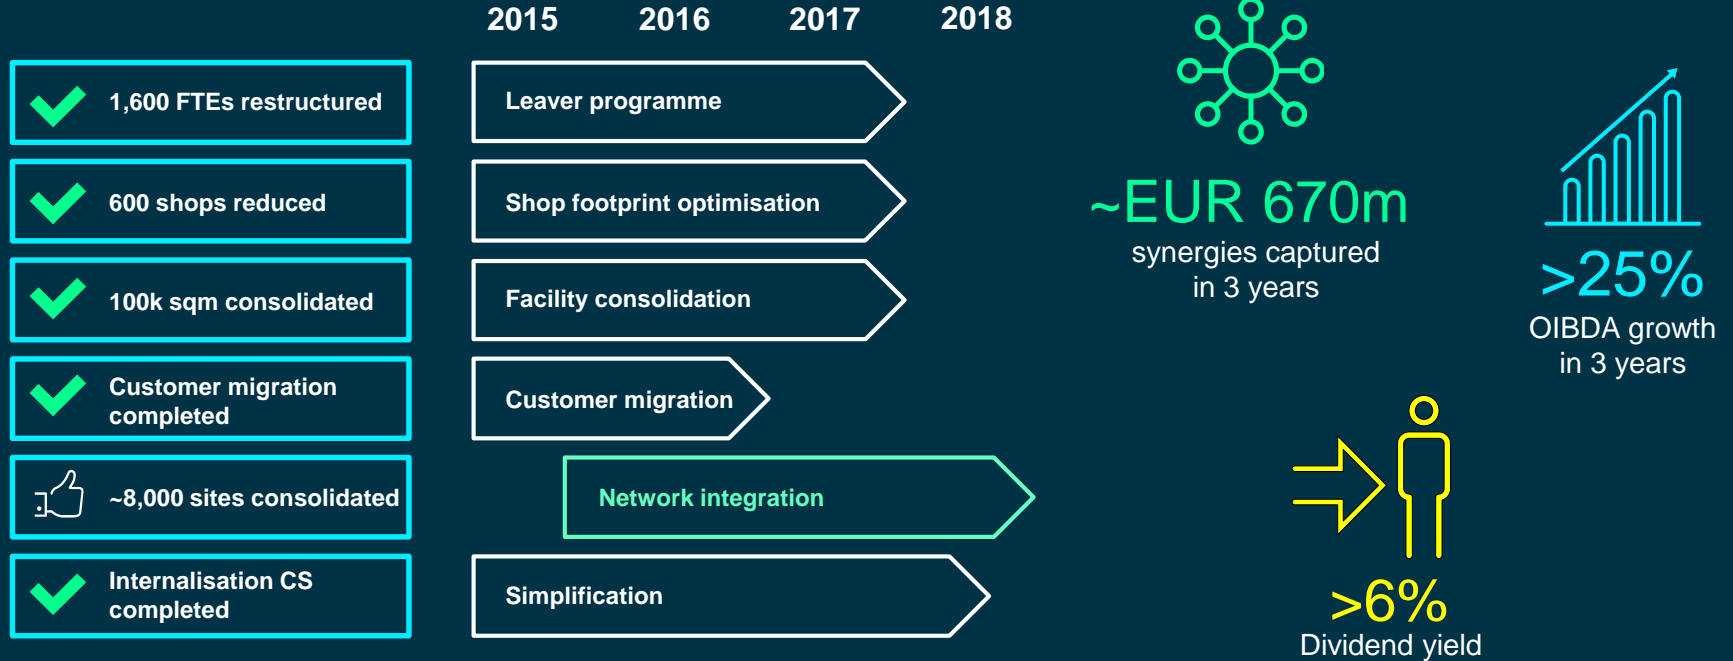 2015 2016 2017 2018
1,600 FTEs restructured
Leaver programme
600 shops reduced
Shop footprint optimisation
100k sqm consolidated
Facility consolidation
Customer migration
completed
Customer migration
~8,000 sites consolidated
Network integration
Internalisation CS
completed
Simplification
~EUR 670m
synergies captured
in 3 years
>25%
OIBDA growth
in 3 years
>6%
Dividend yield